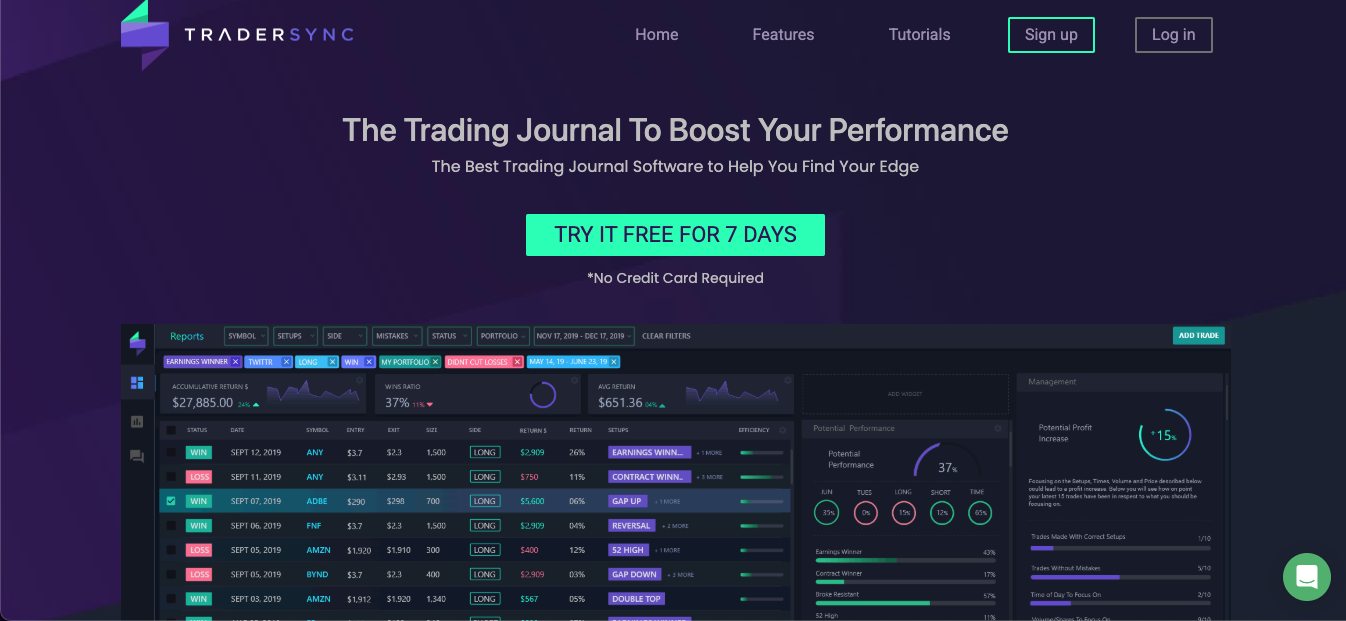 TRADERSYNC
Home Features Tutorials Sign up Log in
The Trading Journal To Boost Your Performance
The Best Trading Journal Software to Help You Find Your Edge
TRY IT FREE FOR 7 DAYS
*No Credit Card Required
Reports SYMBOL SETUPS SIDE MISTAKES STATUS PORTFOLIO NOV 17, 2019 - DEC 17, 2019 CLEAR FILTERS ADD TRADE
EARNINGS WINNER × TWITTR × LONG × WIN × MY PORTFOLIO × DIDNT CUT LOSSES × MAY 14, 19 - JUNE 23, 19 ×
ACCUMULATIVE RETURN $
$27,885.00 24%
WINS RATIO
37% 11%
AVG RETURN
$651.36 04%
ADD WIDGET
STATUS DATE SYMBOL ENTRY EXIT SIZE SIDE RETURN $ RETURN SETUPS EFFICIENCY
WIN SEPT 12, 2019 ANY $3.7 $2.3 1,500 LONG $2,909 26% EARNINGS WINN... + 1 MORE
LOSS SEPT 11, 2019 ANY $3.11 $2.93 1,500 LONG $750 11% CONTRACT WINN.. + 3 MORE
WIN SEPT 07, 2019 ADBE $290 $298 700 LONG $5,600 06% GAP UP + 1 MORE
WIN SEPT 06, 2019 FNF $3.7 $2.3 1,500 LONG $2,909 04% REVERSAL + 2 MORE
LOSS SEPT 05, 2019 AMZN $1,920 $1,910 300 LONG $400 12% 52 HIGH + 1 MORE
LOSS SEPT 05, 2019 BYND $3.7 $2.3 400 LONG $2,909 03% GAP DOWN + 3 MORE
WIN SEPT 03, 2019 AMZN $1,912 $1,920 1,340 LONG $567 05% DOUBLE TOP
Potential Performance
Potential
Performance
37%
JUN TUES LONG SHORT TIME
35% 0% 15% 12% 65%
Earnings Winner 43%
Contract Winner 17%
Broke Resistant 57%
52 High 11%
Management
Potential Profit
Increase
+15%
Focusing on the Setups, Times, Volume and Price described below
could lead to a profit increase. Below you will see how on point
your latest 15 trades have been in respect to what you should be
focusing on.
Trades Made With Correct Setups 1/10
Trades Without Mistakes 5/10
Time of Day To Focus On 2/10
Volume/Shares To Focus On 9/10